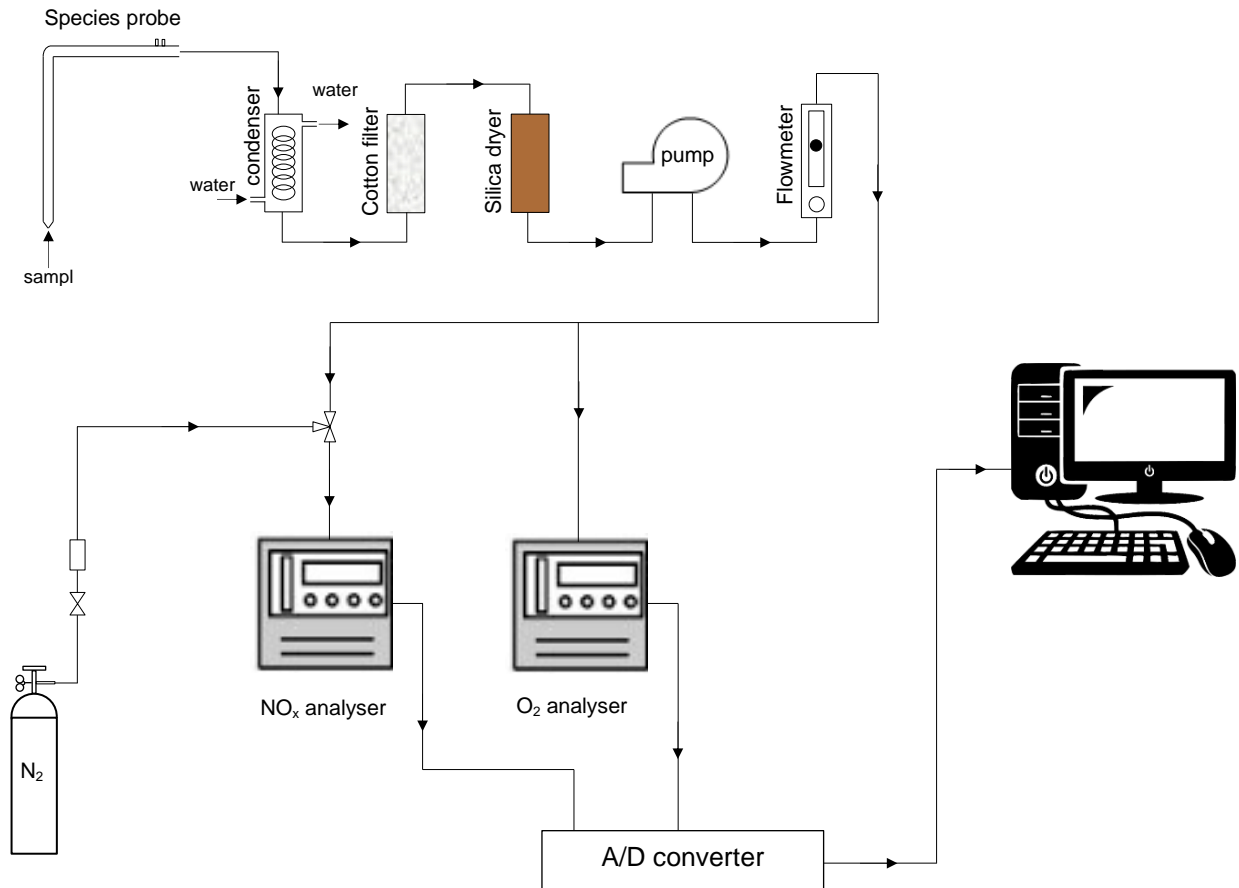 Species probe
water
condenser
water
Cotton filter
Silica dryer
pump
Flowmeter
sampl
NOx analyser
O2 analyser
N2
A/D converter